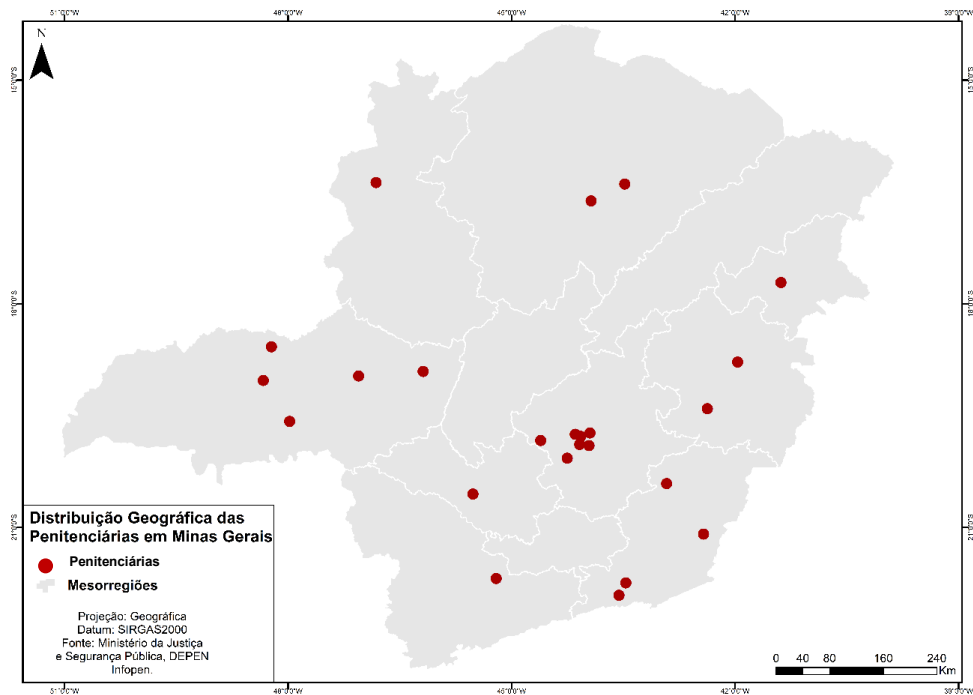 51°0'0"W 48°0'0"W 45°0'0"W 42°0'0"W 39°0'0"W
N
15°0'0"S 15°0'0"S
18°0'0"S 18°0'0"S
21°0'0"S 21°0'0"S
Distribuição Geográfica das
Penitenciárias em Minas Gerais
Penitenciárias
Mesorregiões
Projeção: Geográfica
Datum: SIRGAS2000
Fonte: Ministério da Justiça
e Segurança Pública, DEPEN
Infopen.
0 40 80 160 240
Km
51°0'0"W 48°0'0"W 45°0'0"W 42°0'0"W 39°0'0"W